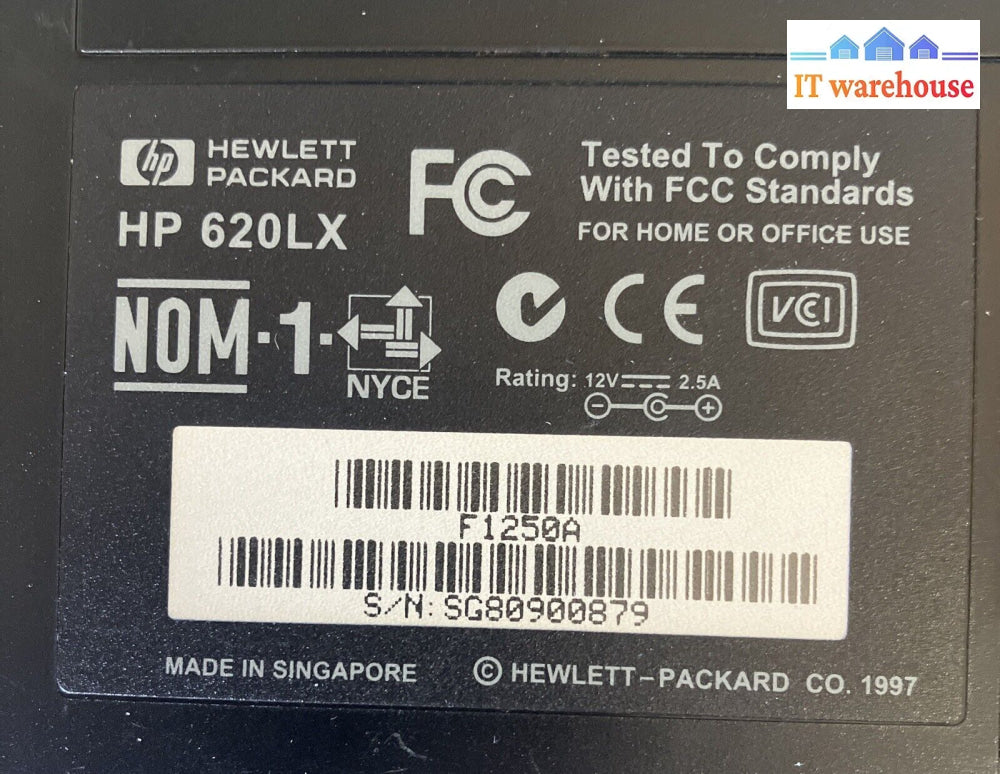 IT warehouse
hp HEWLETT
PACKARD
HP 620LX
FC
Tested To Comply
With FCC Standards
FOR HOME OR OFFICE USE
NOM-1-
NYCE
CE
VCI
Rating: 12V 2.5A
F1250A
S/N: SG80900879
MADE IN SINGAPORE © HEWLETT-PACKARD CO. 1997